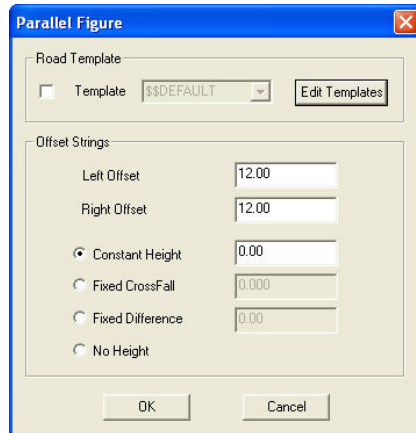 Parallel Figure
Road Template
Template $$DEFAULT Edit Templates
Offset Strings
Left Offset 12.00
Right Offset 12.00
Constant Height 0.00
Fixed CrossFall 0.000
Fixed Difference 0.00
No Height
OK Cancel